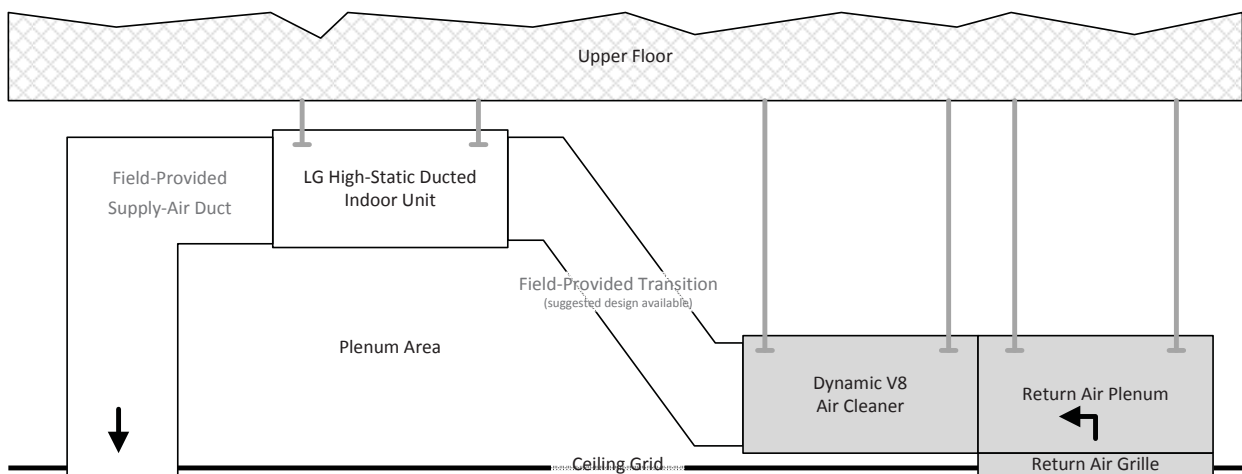 Upper Floor
Field-Provided
Supply-Air Duct
LG High-Static Ducted
Indoor Unit
Field-Provided Transition
(suggested design available)
Plenum Area
Dynamic V8
Air Cleaner
Return Air Plenum
Ceiling Grid
Return Air Grille